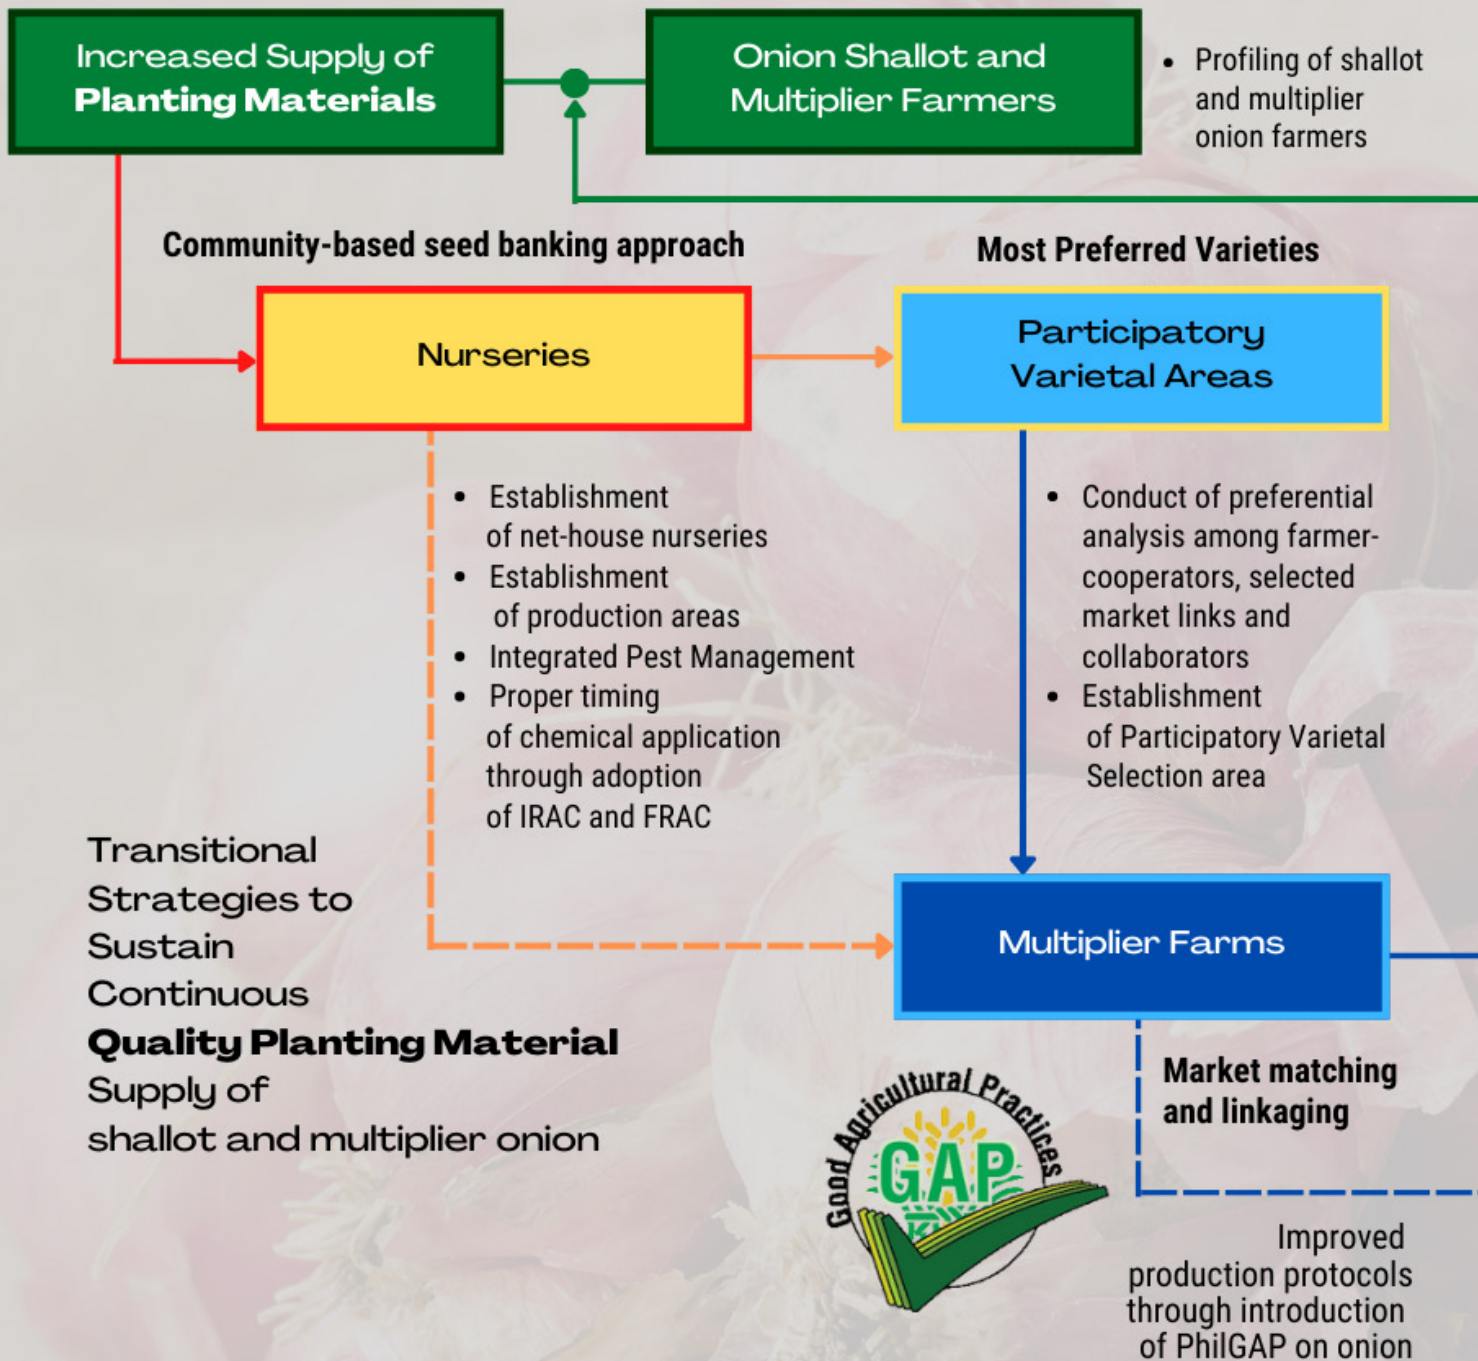 Increased Supply of
Planting Materials
Onion Shallot and
Multiplier Farmers
• Profiling of shallot
and multiplier
onion farmers
Community-based seed banking approach
Most Preferred Varieties
Nurseries
Participatory
Varietal Areas
• Establishment
of net-house nurseries
• Establishment
of production areas
• Integrated Pest Management
• Proper timing
of chemical application
through adoption
of IRAC and FRAC
• Conduct of preferential
analysis among farmer-
cooperators, selected
market links and
collaborators
• Establishment
of Participatory Varietal
Selection area
Transitional
Strategies to
Sustain
Continuous
Quality Planting Material
Supply of
shallot and multiplier onion
Multiplier Farms
Market matching
and linkaging
Good Agricultural Practices
GAP
Improved
production protocols
through introduction
of PhilGAP on onion